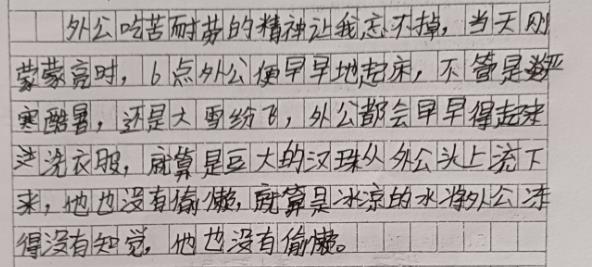 外公吃苦耐劳的精神让我忘不掉，当天刚
蒙蒙亮时，6点外公便早早地起床，不管是严
寒酷暑，还是大雪纷飞，外公都会早早得起来
洗衣服，就算是豆大的汉珠从外公头上流下
来，他也没有偷懒，就算是冰凉的水将外公冻
得没有知觉，他也没有偷懒。